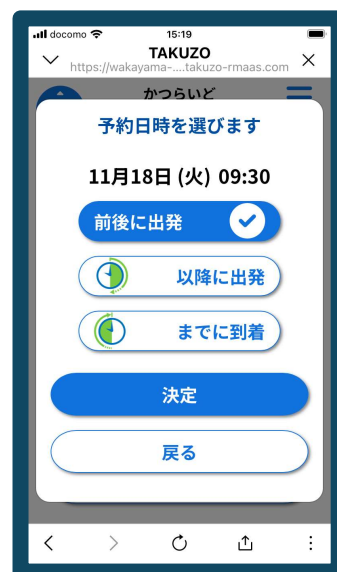 docomo 15:19
TAKUZO
https://wakayama-....takuzo-rmaas.com
かつらいど
予約日時を選びます
11月18日 (火) 09:30
前後に出発
以降に出発
までに到着
決定
戻る